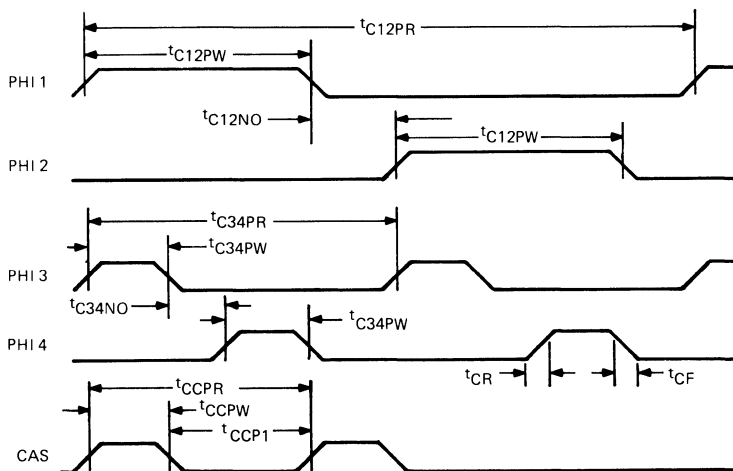 tC12PR
tC12PW
PHI 1
tC12NO
tC12PW
PHI 2
tC34PR
tC34PW
PHI 3
tC34NO
tC34PW
PHI 4
tCR
tCF
tCCPR
tCCPW
tCCP1
CAS